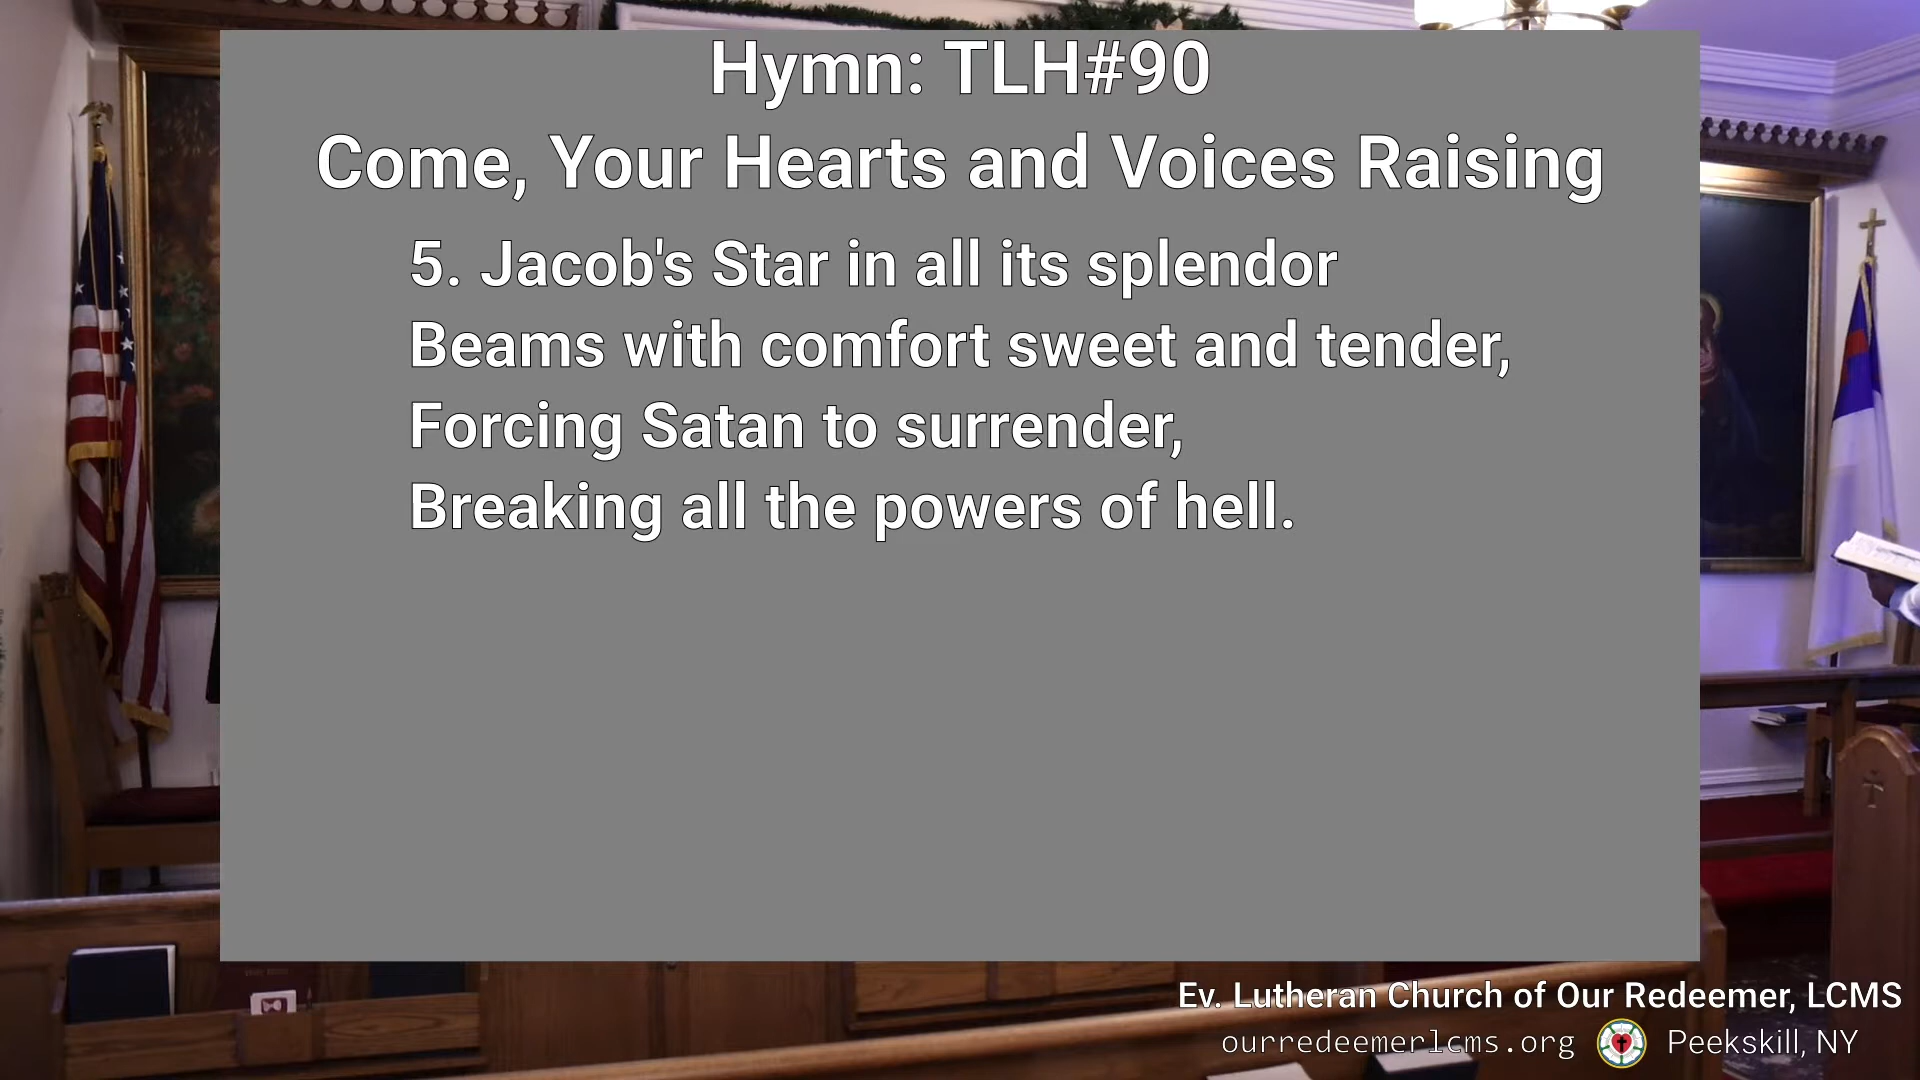 Hymn: TLH#90
Come, Your Hearts and Voices Raising
5. Jacob's Star in all its splendor
Beams with comfort sweet and tender,
Forcing Satan to surrender,
Breaking all the powers of hell.
Ev. Lutheran Church of Our Redeemer, LCMS
ourredeemerlcms.org
Peekskill, NY